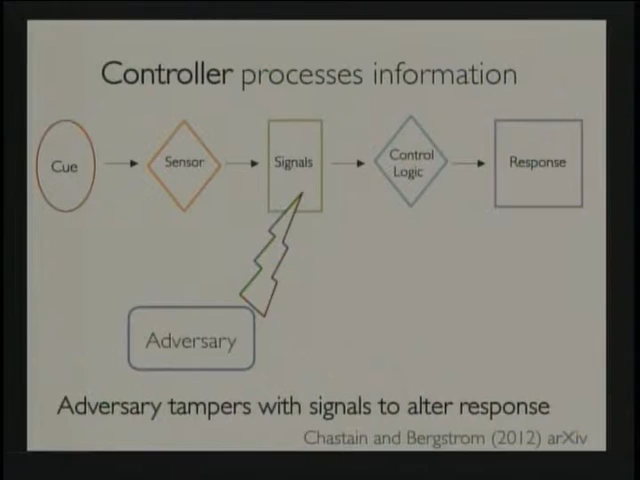 Controller processes information
Cue
Sensor
Signals
Control
Logic
Response
Adversary
Adversary tampers with signals to alter response
Chastain and Bergstrom (2012) arXiv